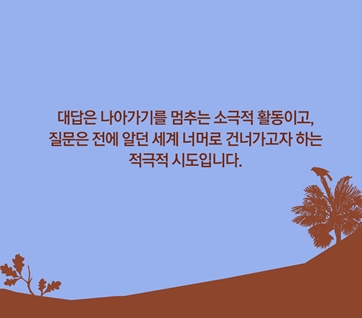 대답은 나아가기를 멈추는 소극적 활동이고,
질문은 전에 알던 세계 너머로 건너가고자 하는
적극적 시도입니다.